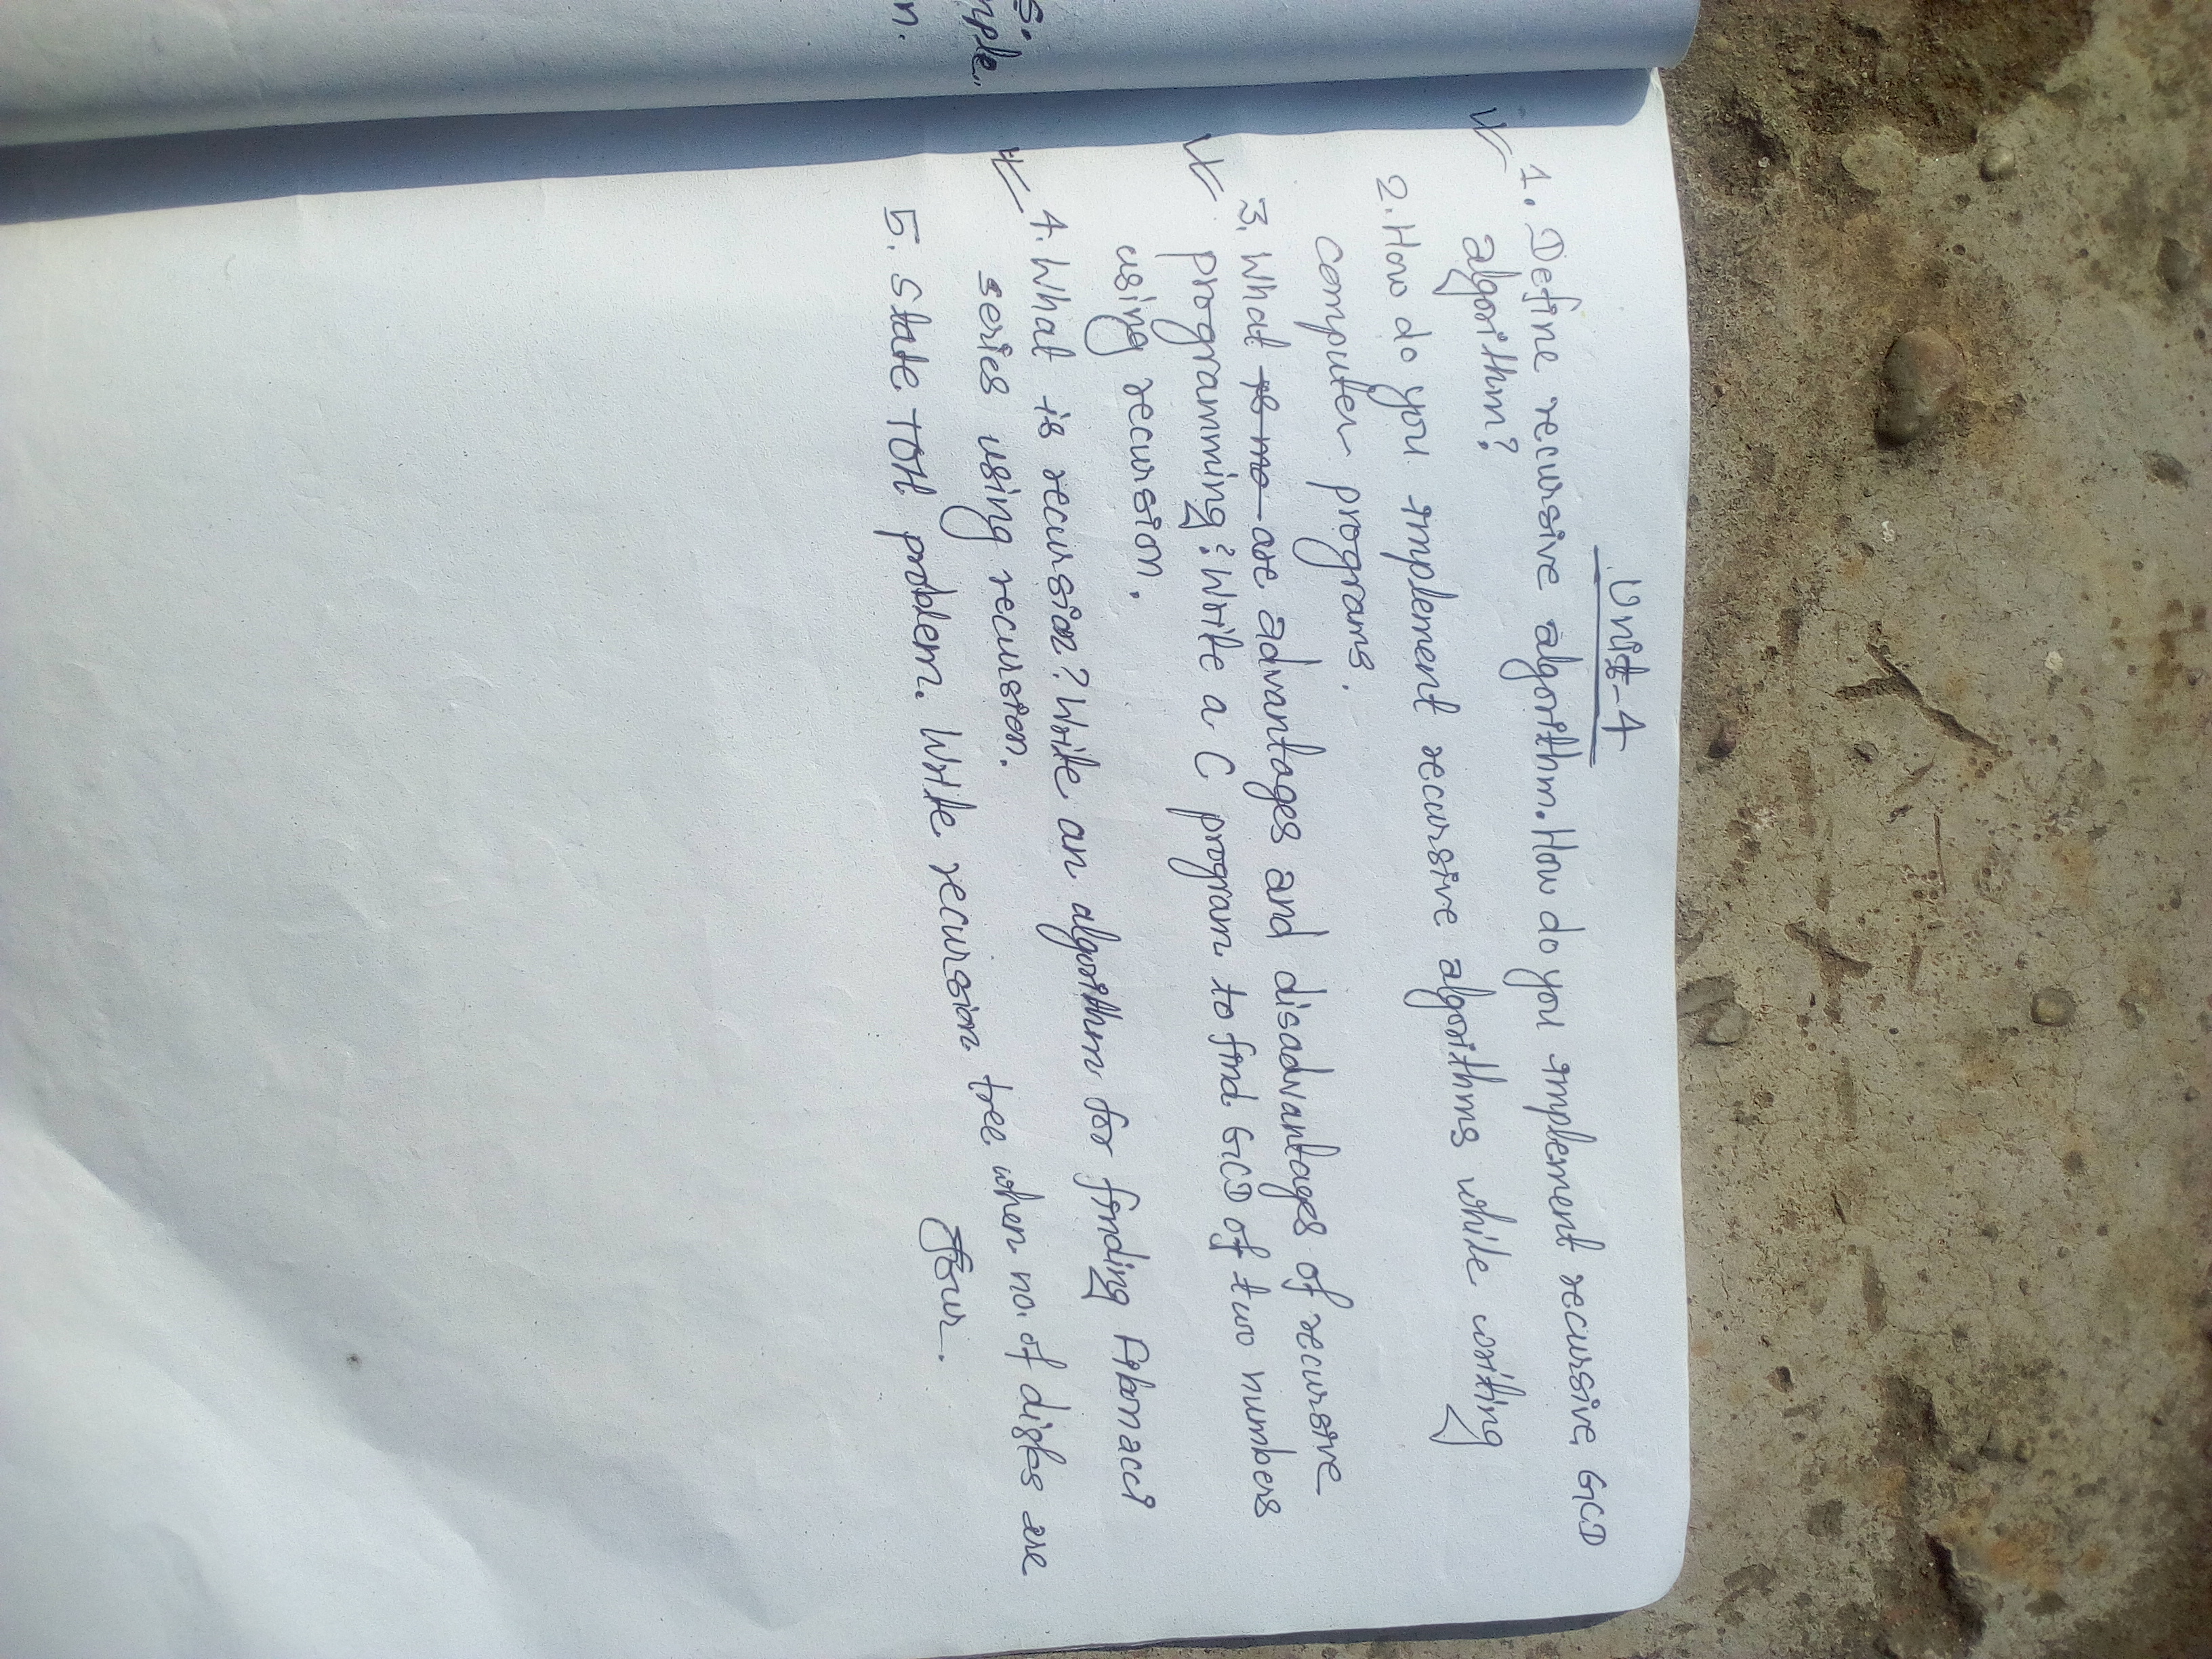 Unit-4
1. Define recursive algorithm. How do you implement recursive GCD
algorithm?
2. How do you implement recursive algorithms while writing
computer programs.
3. What are advantages and disadvantages of recursive
programming? Write a C program to find GCD of two numbers
using recursion.
4. What is recursion? Write an algorithm for finding Fibonacci
series using recursion.
5. State TOH problem. Write recursion tree when no. of disks are
four.
s.
mple.
n.